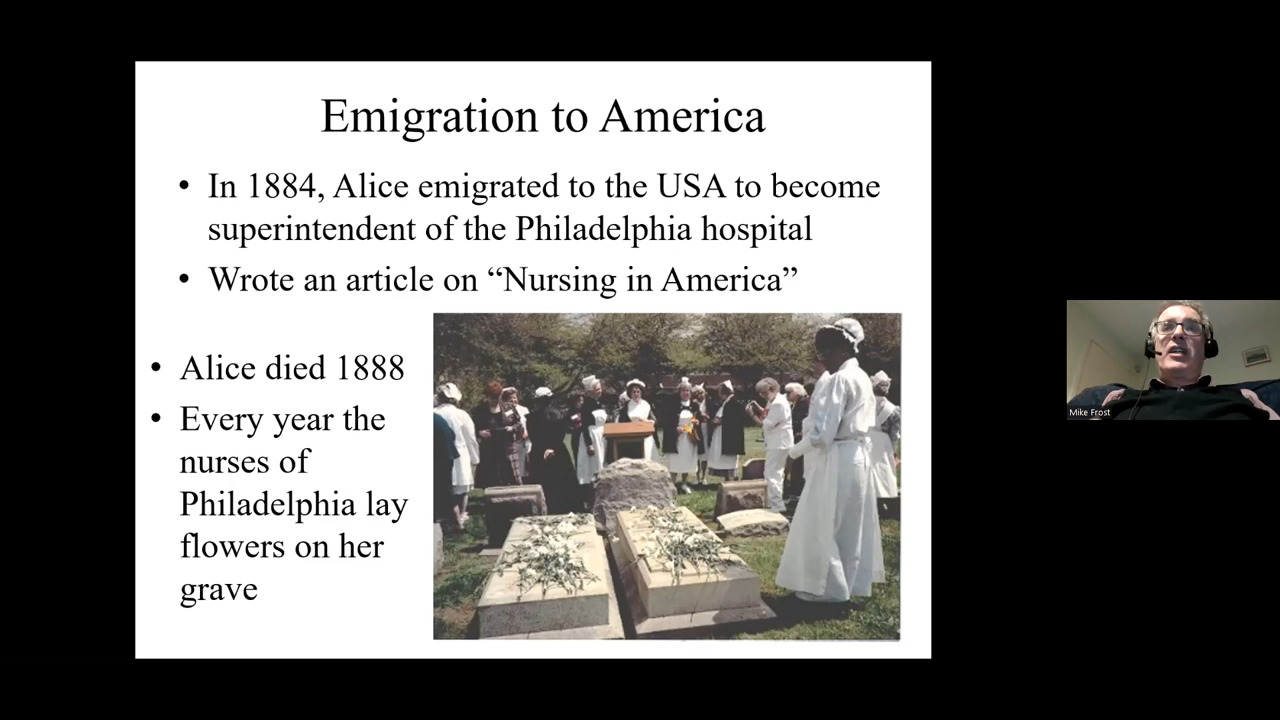 Emigration to America
• In 1884, Alice emigrated to the USA to become
superintendent of the Philadelphia hospital
• Wrote an article on “Nursing in America”
• Alice died 1888
• Every year the
nurses of
Philadelphia lay
flowers on her
grave
Mike Frost